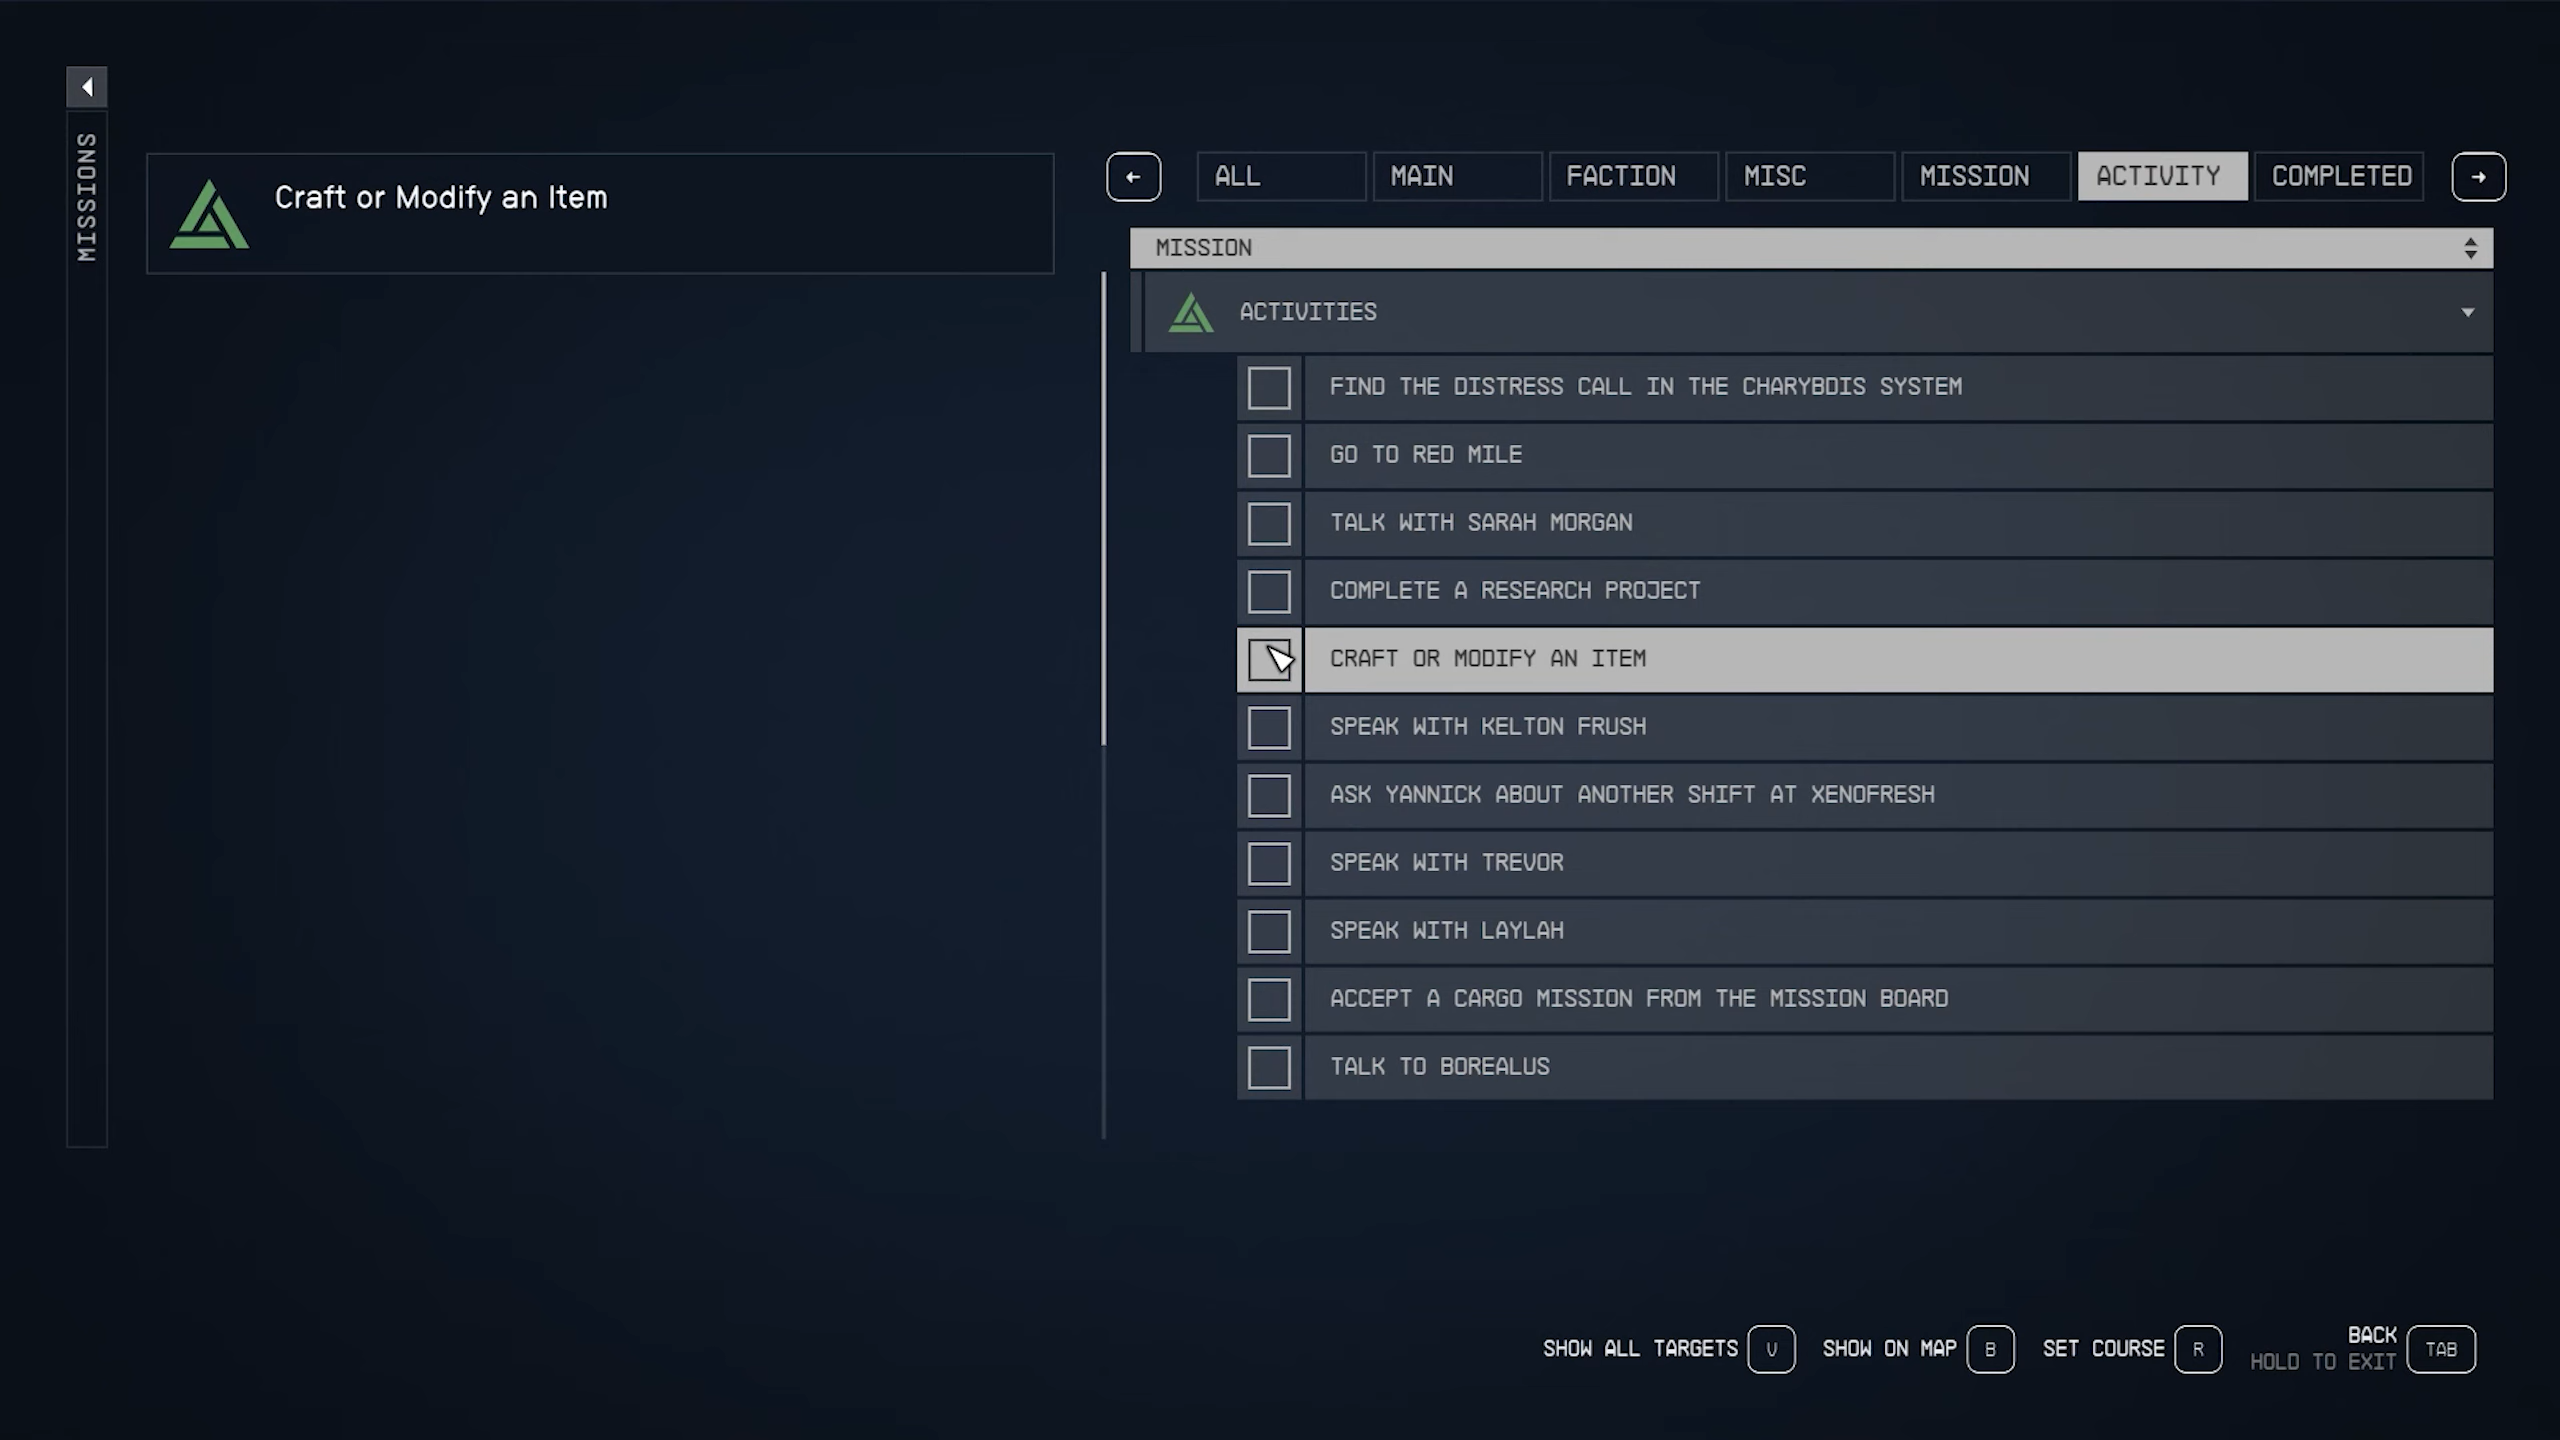 MISSIONS
Craft or Modify an Item
ALL
MAIN
FACTION
MISC
MISSION
ACTIVITY
COMPLETED
MISSION
ACTIVITIES
FIND THE DISTRESS CALL IN THE CHARYBDIS SYSTEM
GO TO RED MILE
TALK WITH SARAH MORGAN
COMPLETE A RESEARCH PROJECT
CRAFT OR MODIFY AN ITEM
SPEAK WITH KELTON FRUSH
ASK YANNICK ABOUT ANOTHER SHIFT AT XENOFRESH
SPEAK WITH TREVOR
SPEAK WITH LAYLAH
ACCEPT A CARGO MISSION FROM THE MISSION BOARD
TALK TO BOREALUS
SHOW ALL TARGETS V
SHOW ON MAP B
SET COURSE R
BACK
HOLD TO EXIT
TAB